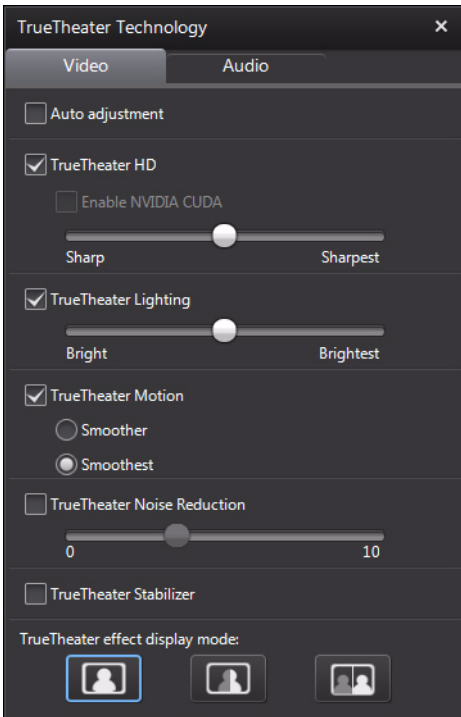 TrueTheater Technology
Video Audio
Auto adjustment
TrueTheater HD
Enable NVIDIA CUDA
Sharp Sharpest
TrueTheater Lighting
Bright Brightest
TrueTheater Motion
Smoother
Smoothest
TrueTheater Noise Reduction
0 10
TrueTheater Stabilizer
TrueTheater effect display mode: